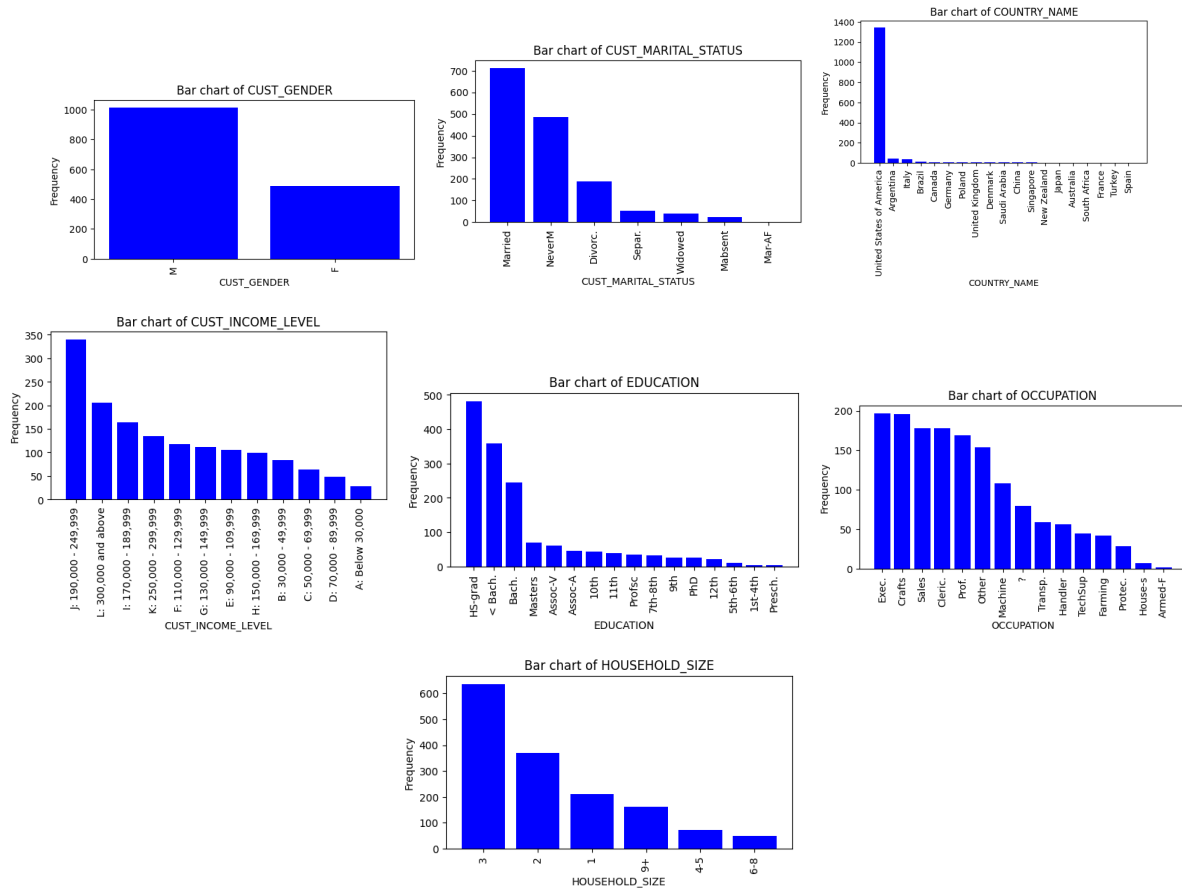 Bar chart of CUST_GENDER
Frequency
1000
800
600
400
200
0
M
F
CUST_GENDER
Bar chart of CUST_MARITAL_STATUS
Frequency
700
600
500
400
300
200
100
0
Married
NeverM
Divorc.
Separ.
Widowed
Mabsent
Mar-AF
CUST_MARITAL_STATUS
Bar chart of COUNTRY_NAME
Frequency
1400
1200
1000
800
600
400
200
0
United States of America
Argentina
Italy
Brazil
Canada
Germany
Poland
United Kingdom
Denmark
Saudi Arabia
China
Singapore
New Zealand
Japan
Australia
South Africa
France
Turkey
Spain
COUNTRY_NAME
Bar chart of CUST_INCOME_LEVEL
Frequency
350
300
250
200
150
100
50
0
J: 190,000 - 249,999
L: 300,000 and above
I: 170,000 - 189,999
K: 250,000 - 299,999
F: 110,000 - 129,999
G: 130,000 - 149,999
E: 90,000 - 109,999
H: 150,000 - 169,999
B: 30,000 - 49,999
C: 50,000 - 69,999
D: 70,000 - 89,999
A: Below 30,000
CUST_INCOME_LEVEL
Bar chart of EDUCATION
Frequency
500
400
300
200
100
0
HS-grad
< Bach.
Bach.
Masters
Assoc-V
Assoc-A
10th
11th
Profsc
7th-8th
9th
PhD
12th
5th-6th
1st-4th
Presch.
EDUCATION
Bar chart of OCCUPATION
Frequency
200
150
100
50
0
Exec.
Crafts
Sales
Cleric.
Prof.
Other
Machine
?
Transp.
Handler
TechSup
Farming
Protec.
House-s
Armed-F
OCCUPATION
Bar chart of HOUSEHOLD_SIZE
Frequency
600
500
400
300
200
100
0
3
2
1
9+
4-5
6-8
HOUSEHOLD_SIZE